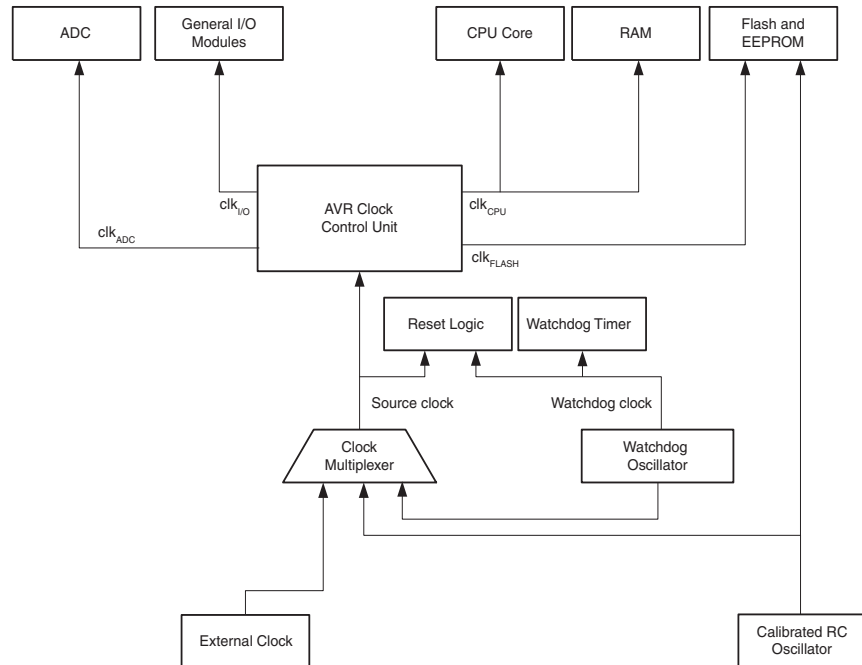 ADC
General I/O
Modules
CPU Core
RAM
Flash and
EEPROM
clkI/O
AVR Clock
Control Unit
clkCPU
clkADC
clkFLASH
Reset Logic
Watchdog Timer
Source clock
Watchdog clock
Clock
Multiplexer
Watchdog
Oscillator
External Clock
Calibrated RC
Oscillator